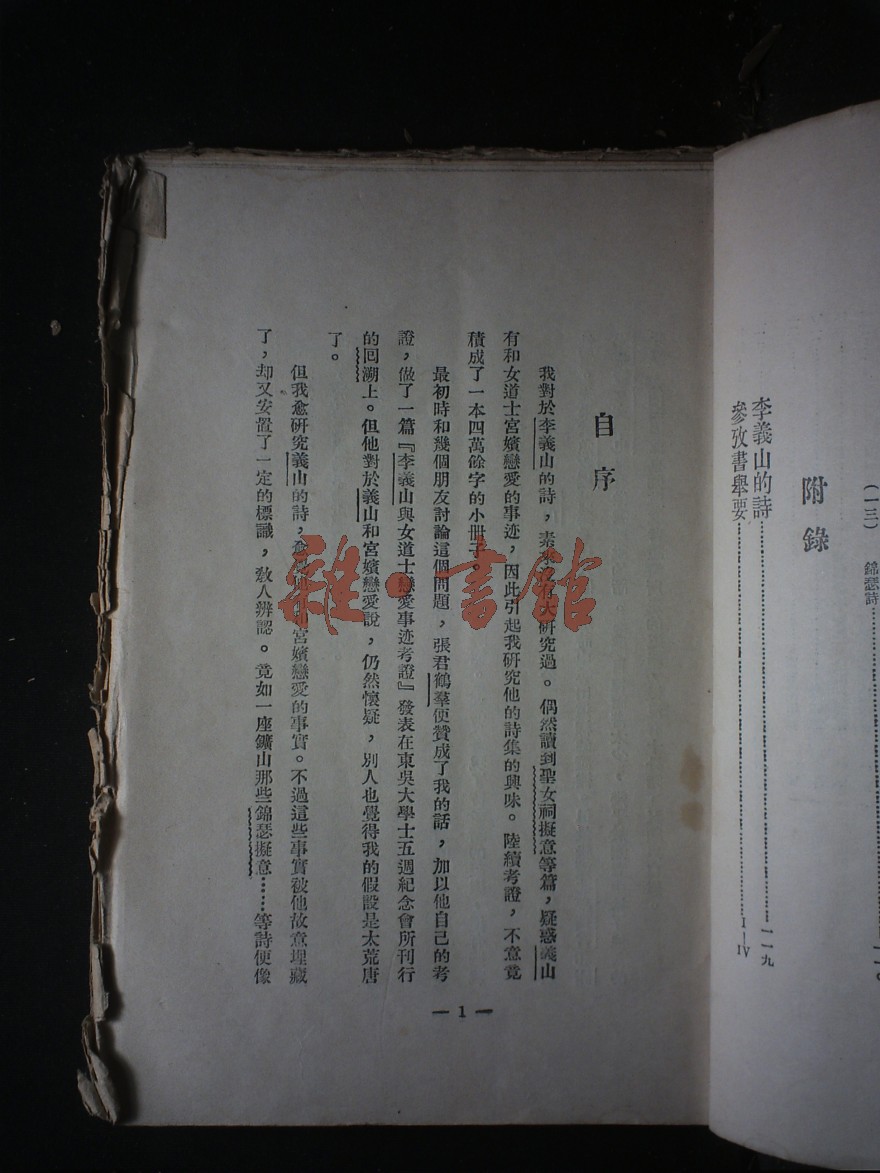 (一三) 錦瑟詩
附錄
李義山的詩……一一九
參攷書舉要……I—IV
自序
我對於李義山的詩，素來沒有大研究過。偶然讀到聖女祠擬意等篇，疑惑義山
有和女道士宮嬪戀愛的事迹，因此引起我研究他的詩集的興味。陸續考證，不意竟
積成了一本四萬餘字的小冊子。
最初時和幾個朋友討論這個問題，張君鶴羣便贊成了我的話，加以他自己的考
證，做了一篇『李義山與女道士戀愛事迹考證』發表在東吳大學士五週紀念會所刊行
的回溯上。但他對於義山和宮嬪戀愛說，仍然懷疑，別人也覺得我的假設是太荒唐
了。
但我愈研究義山的詩，愈宮嬪戀愛的事實。不過這些事實被他故意埋藏
了，却又安置了一定的標識，教人辨認。竟如一座鑛山那些錦瑟擬意……等詩便像
— 1 —
雜·書館